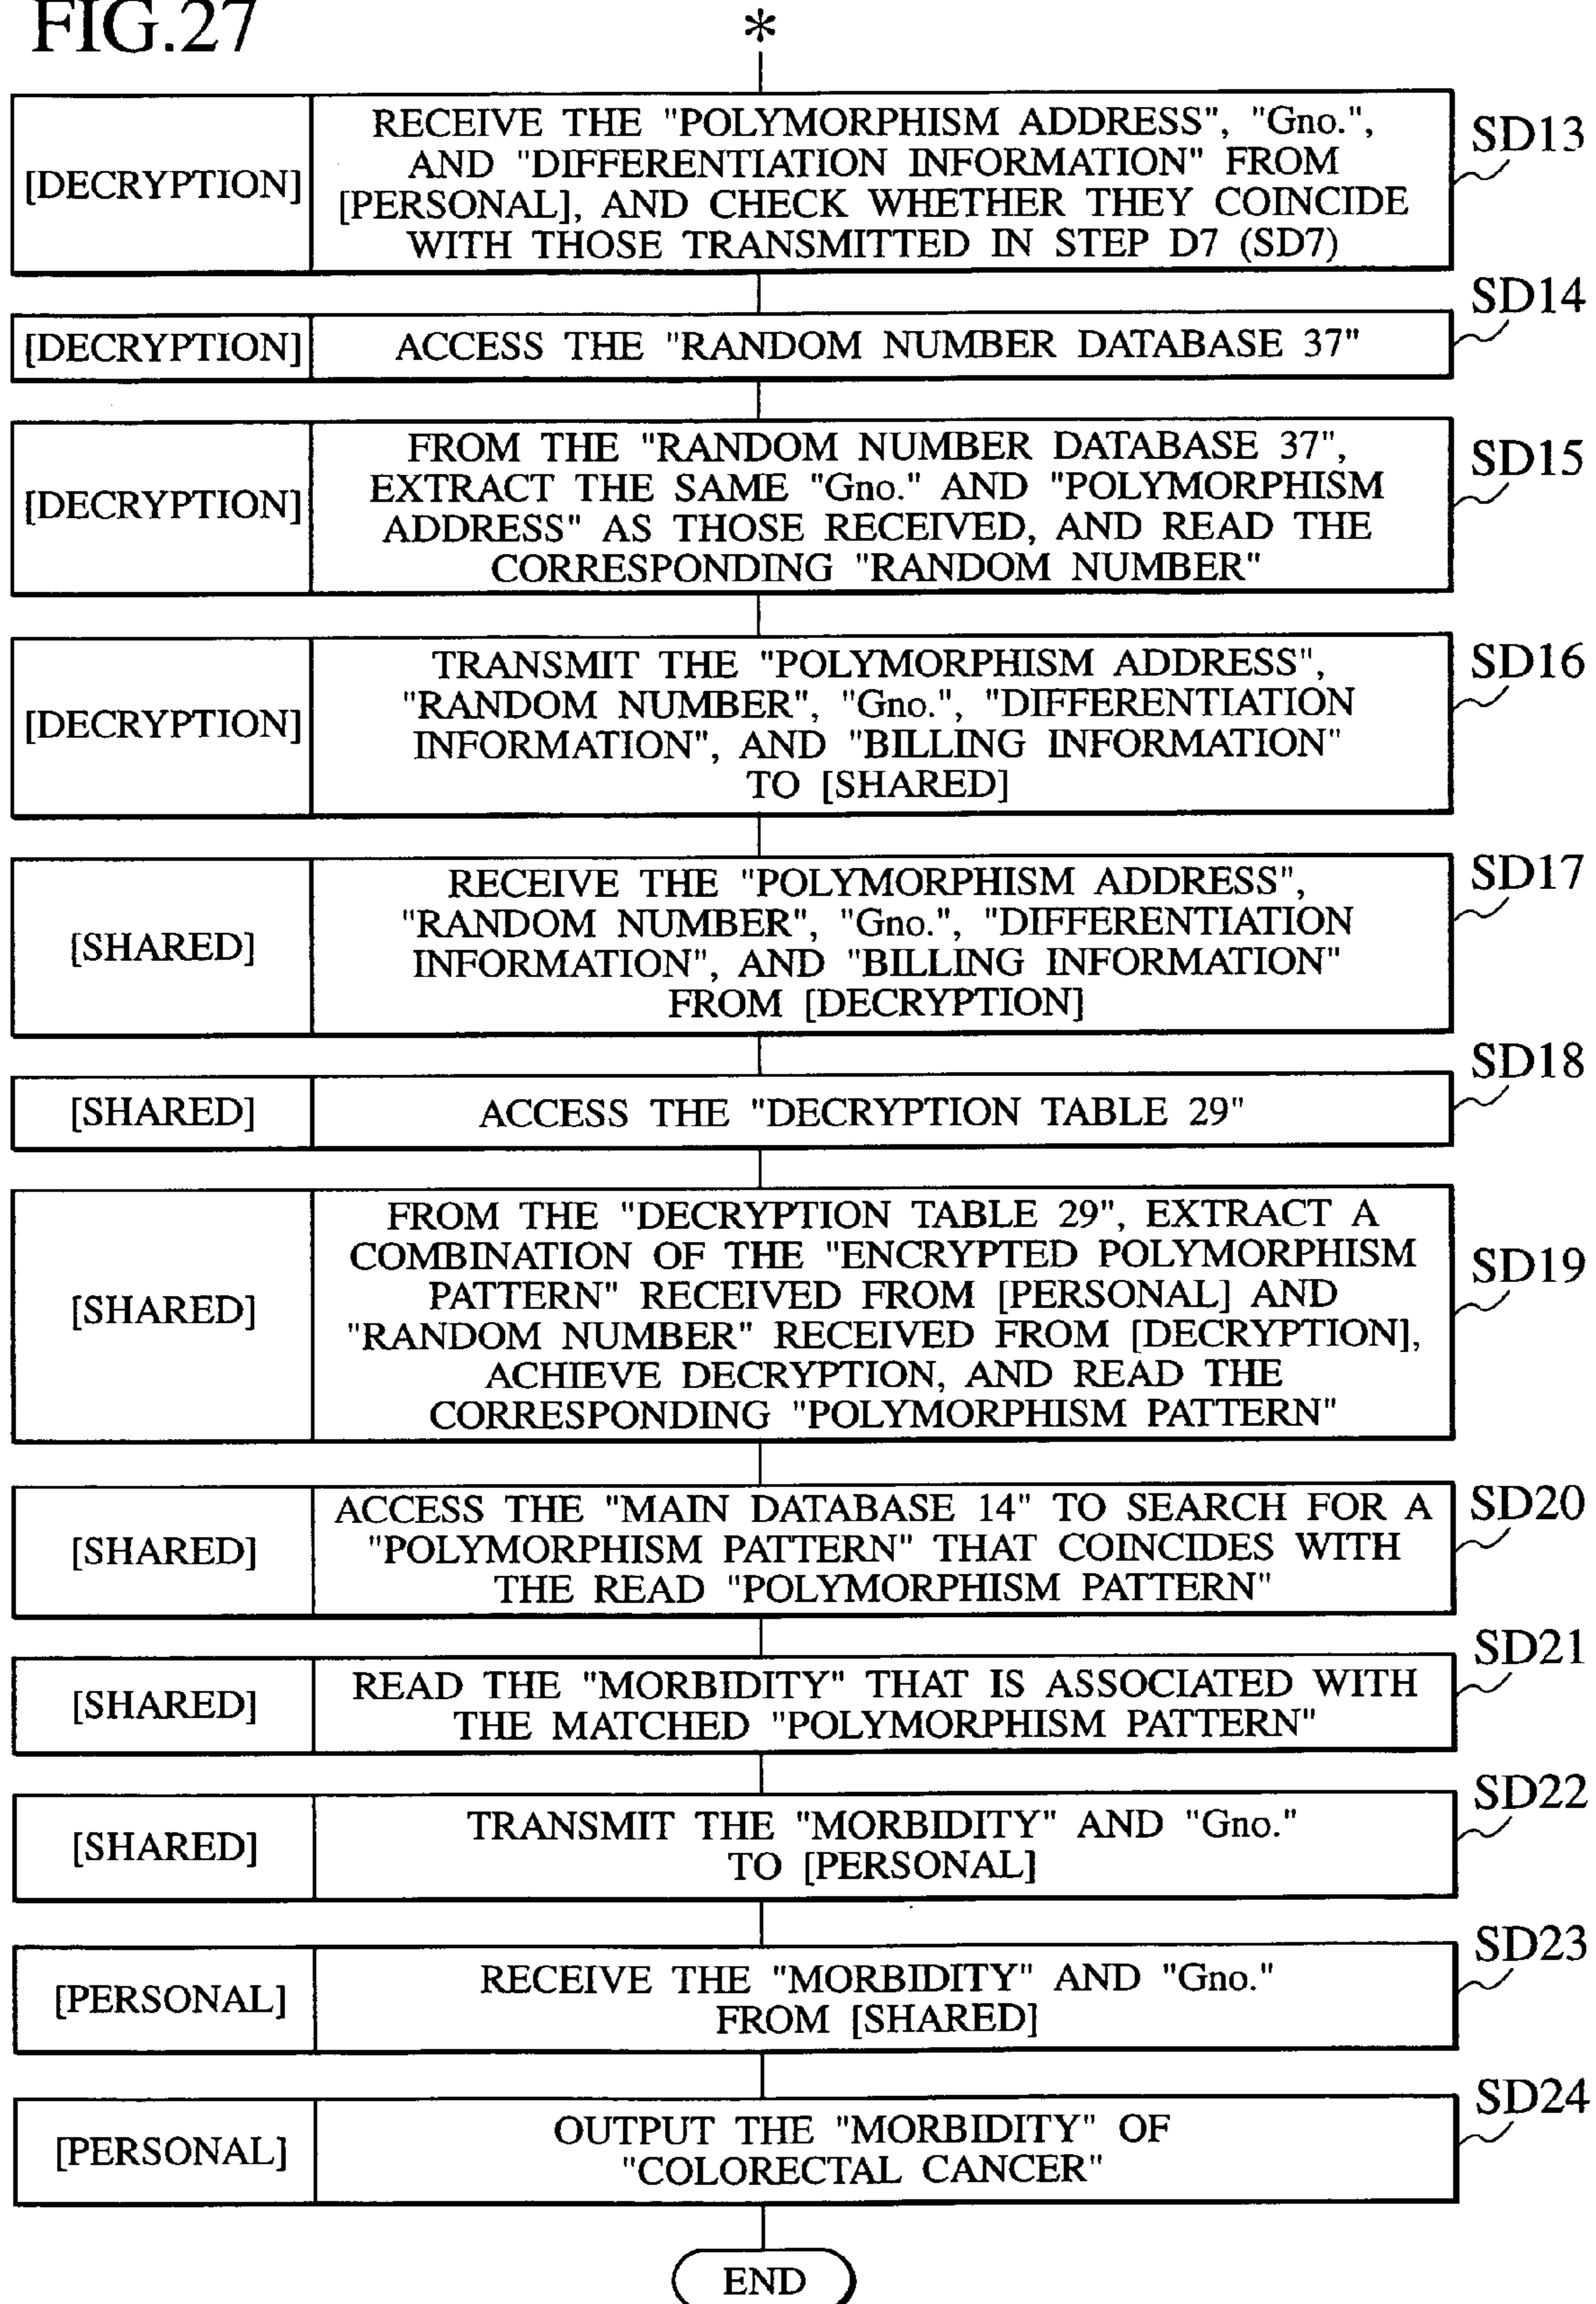 FIG.27
*
[DECRYPTION]
RECEIVE THE "POLYMORPHISM ADDRESS", "Gno.",
AND "DIFFERENTIATION INFORMATION" FROM
[PERSONAL], AND CHECK WHETHER THEY COINCIDE
WITH THOSE TRANSMITTED IN STEP D7 (SD7)
SD13
[DECRYPTION]
ACCESS THE "RANDOM NUMBER DATABASE 37"
SD14
[DECRYPTION]
FROM THE "RANDOM NUMBER DATABASE 37",
EXTRACT THE SAME "Gno." AND "POLYMORPHISM
ADDRESS" AS THOSE RECEIVED, AND READ THE
CORRESPONDING "RANDOM NUMBER"
SD15
[DECRYPTION]
TRANSMIT THE "POLYMORPHISM ADDRESS",
"RANDOM NUMBER", "Gno.", "DIFFERENTIATION
INFORMATION", AND "BILLING INFORMATION"
TO [SHARED]
SD16
[SHARED]
RECEIVE THE "POLYMORPHISM ADDRESS",
"RANDOM NUMBER", "Gno.", "DIFFERENTIATION
INFORMATION", AND "BILLING INFORMATION"
FROM [DECRYPTION]
SD17
[SHARED]
ACCESS THE "DECRYPTION TABLE 29"
SD18
[SHARED]
FROM THE "DECRYPTION TABLE 29", EXTRACT A
COMBINATION OF THE "ENCRYPTED POLYMORPHISM
PATTERN" RECEIVED FROM [PERSONAL] AND
"RANDOM NUMBER" RECEIVED FROM [DECRYPTION],
ACHIEVE DECRYPTION, AND READ THE
CORRESPONDING "POLYMORPHISM PATTERN"
SD19
[SHARED]
ACCESS THE "MAIN DATABASE 14" TO SEARCH FOR A
"POLYMORPHISM PATTERN" THAT COINCIDES WITH
THE READ "POLYMORPHISM PATTERN"
SD20
[SHARED]
READ THE "MORBIDITY" THAT IS ASSOCIATED WITH
THE MATCHED "POLYMORPHISM PATTERN"
SD21
[SHARED]
TRANSMIT THE "MORBIDITY" AND "Gno."
TO [PERSONAL]
SD22
[PERSONAL]
RECEIVE THE "MORBIDITY" AND "Gno."
FROM [SHARED]
SD23
[PERSONAL]
OUTPUT THE "MORBIDITY" OF
"COLORECTAL CANCER"
SD24
END